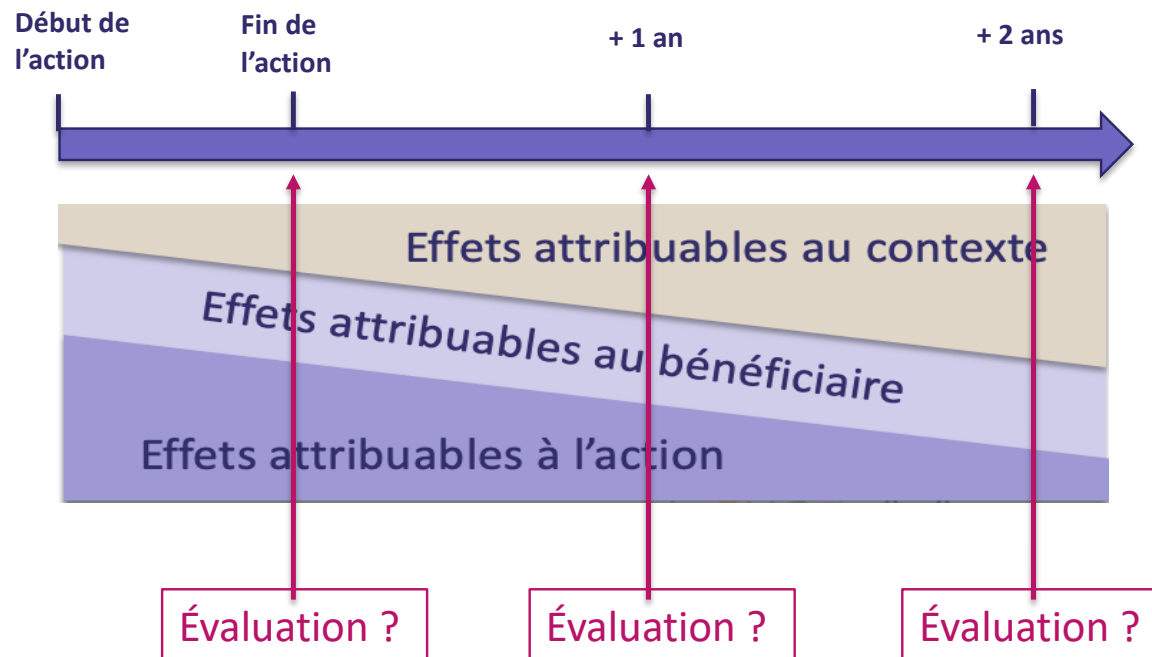 Début de
l’action
Fin de
l’action
+ 1 an
+ 2 ans
Effets attribuables au contexte
Effets attribuables au bénéficiaire
Effets attribuables à l’action
Évaluation ?
Évaluation ?
Évaluation ?